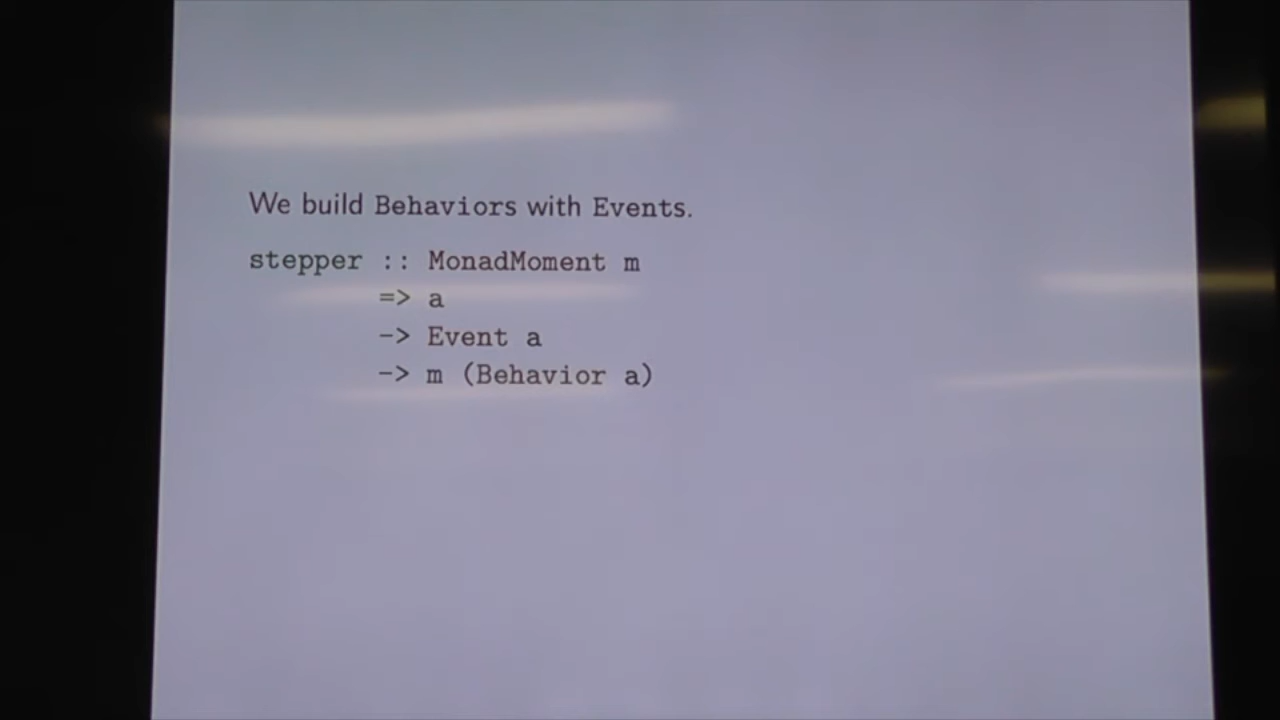 We build Behaviors with Events.
stepper :: MonadMoment m
=> a
-> Event a
-> m (Behavior a)